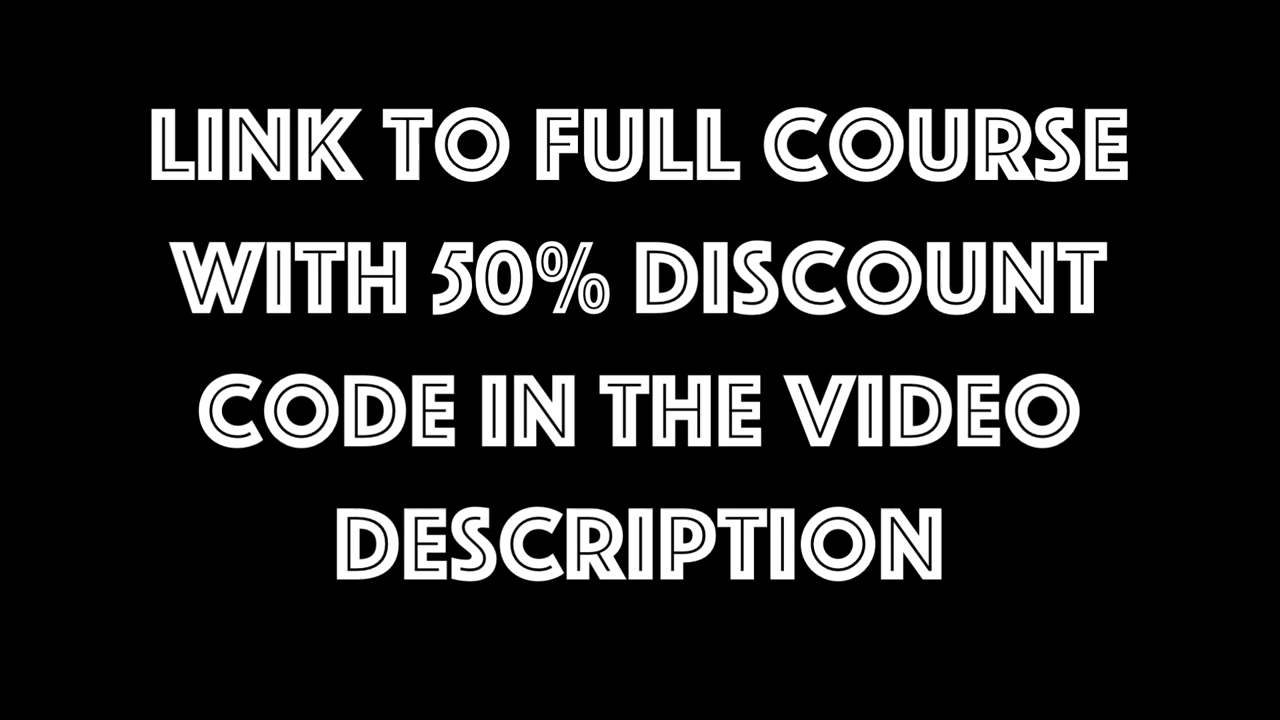 LINK TO FULL COURSE
WITH 50% DISCOUNT
CODE IN THE VIDEO
DESCRIPTION